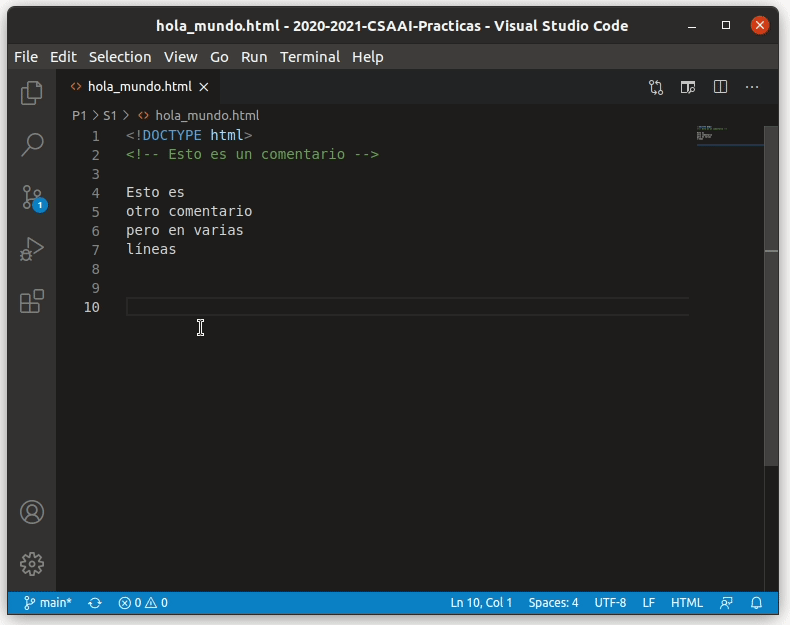 hola_mundo.html - 2020-2021-CSAAI-Practicas - Visual Studio Code
File Edit Selection View Go Run Terminal Help
<> hola_mundo.html ×
P1 > S1 > <> hola_mundo.html
1 <!DOCTYPE html>
2 <!-- Esto es un comentario -->
3
4 Esto es
5 otro comentario
6 pero en varias
7 líneas
8
9
10
1
main* 0 0 Ln 10, Col 1 Spaces: 4 UTF-8 LF HTML